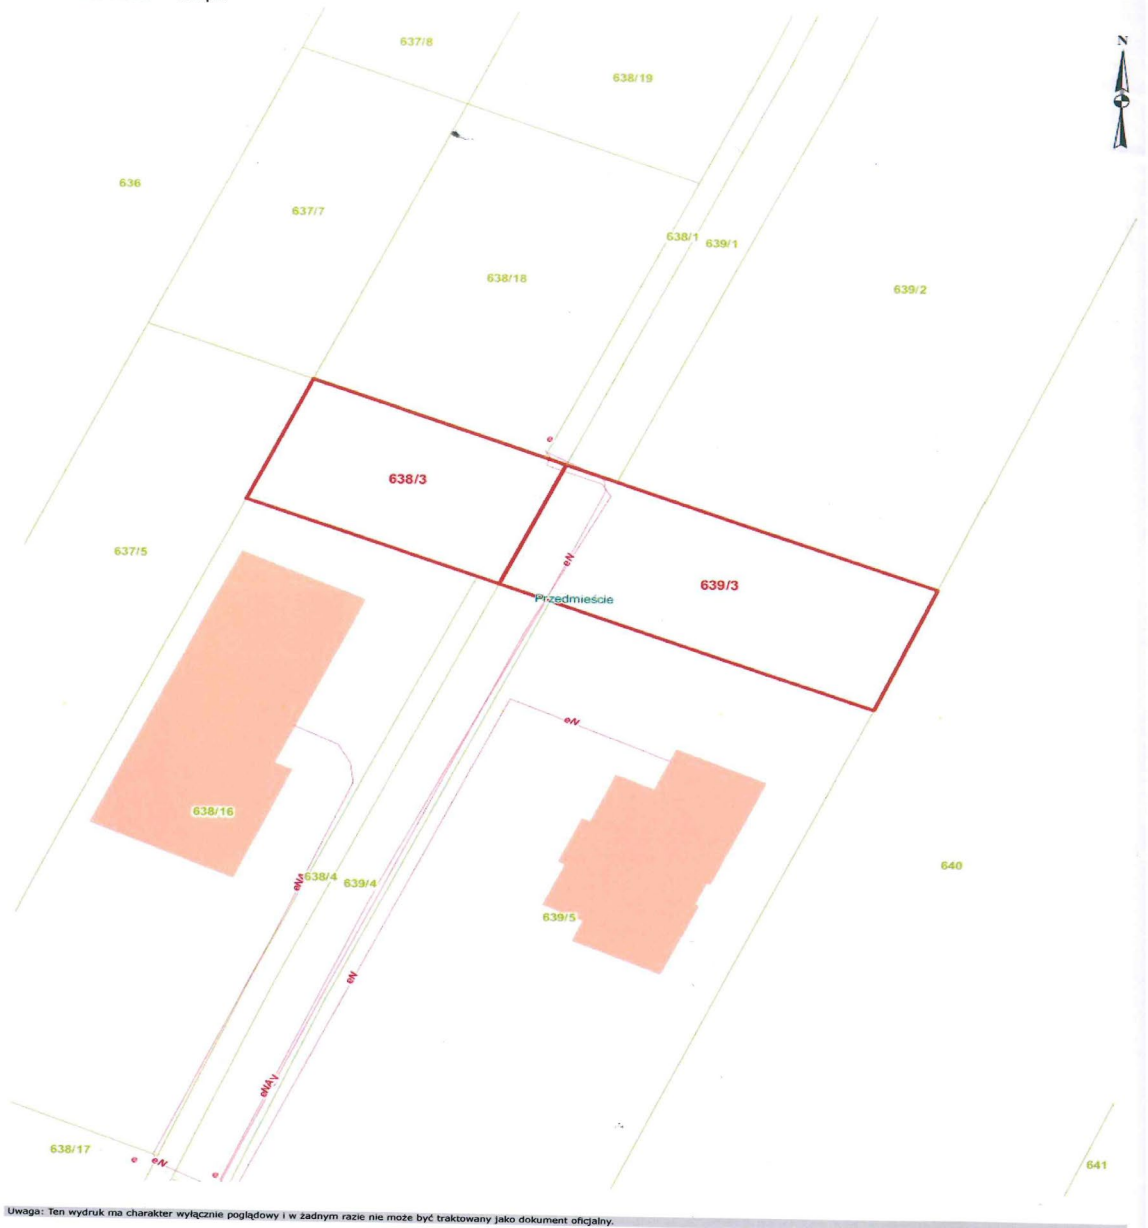 637/8
638/19
N
636
637/7
638/1
639/1
638/18
639/2
e
638/3
637/5
eN
639/3
Przedmieście
eN
638/16
640
eNA
638/4
639/4
639/5
eN
eNAv
638/17
e
eN
e
641
Uwaga: Ten wydruk ma charakter wyłącznie poglądowy i w żadnym razie nie może być traktowany jako dokument oficjalny.